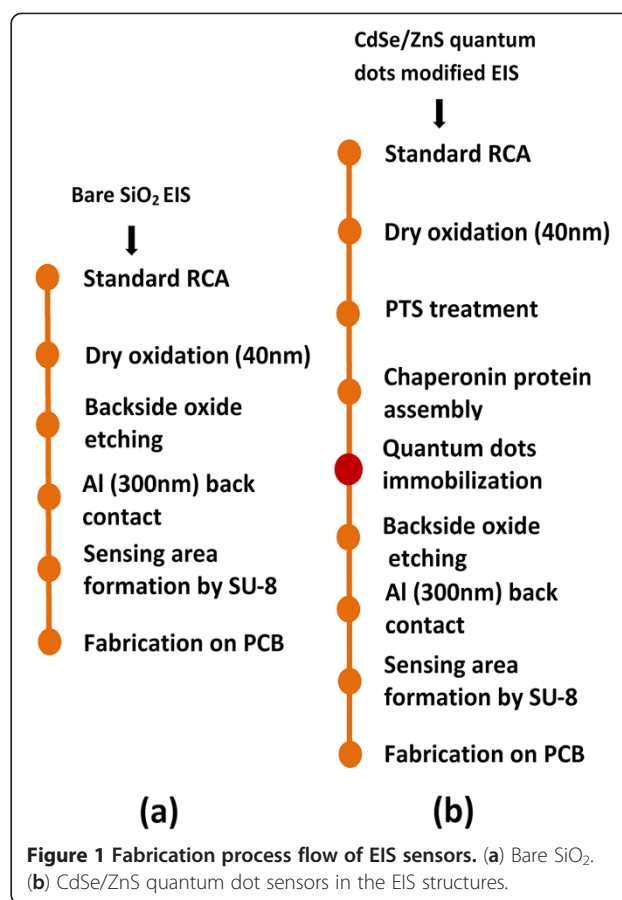 Bare SiO₂ EIS
Standard RCA
Dry oxidation (40nm)
Backside oxide
etching
Al (300nm) back
contact
Sensing area
formation by SU-8
Fabrication on PCB
(a)
CdSe/ZnS quantum
dots modified EIS
Standard RCA
Dry oxidation (40nm)
PTS treatment
Chaperonin protein
assembly
Quantum dots
immobilization
Backside oxide
etching
Al (300nm) back
contact
Sensing area
formation by SU-8
Fabrication on PCB
(b)
Figure 1 Fabrication process flow of EIS sensors. (a) Bare SiO₂.
(b) CdSe/ZnS quantum dot sensors in the EIS structures.